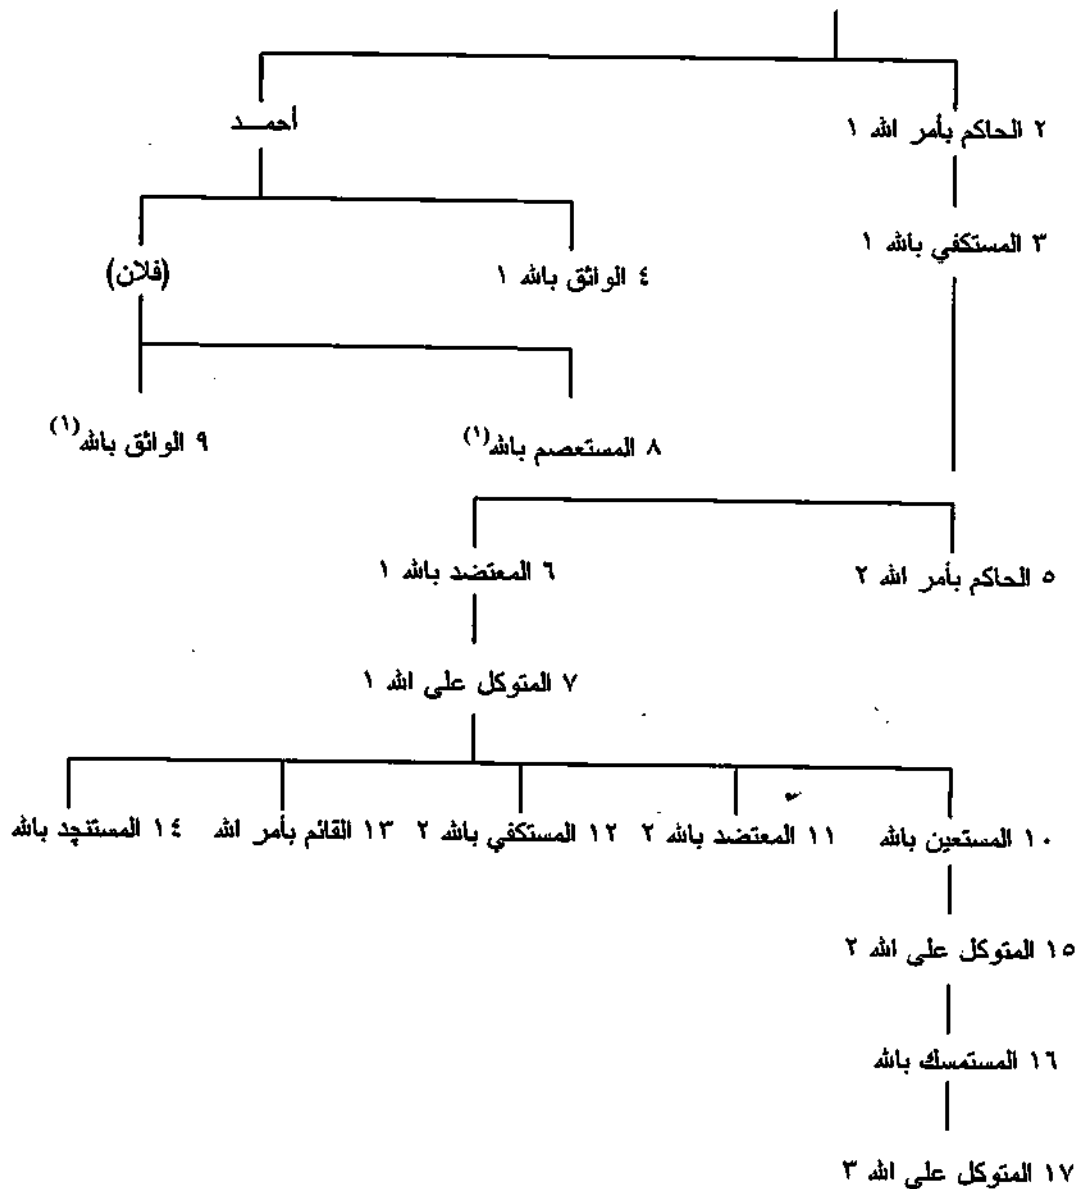 أحمــد
٢ الحاكم بأمر الله ١
٣ المستكفي بالله ١
٤ الواثق بالله ١
(فلان)
٨ المستعصم بالله(١)
٩ الواثق بالله(١)
٥ الحاكم بأمر الله ٢
٦ المعتضد بالله ١
٧ المتوكل على الله ١
١٠ المستعين بالله ١١ المعتضد بالله ٢ ١٢ المستكفي بالله ٢ ١٣ القائم بأمر الله ١٤ المستنجد بالله
١٥ المتوكل على الله ٢
١٦ المستمسك بالله
١٧ المتوكل على الله ٣